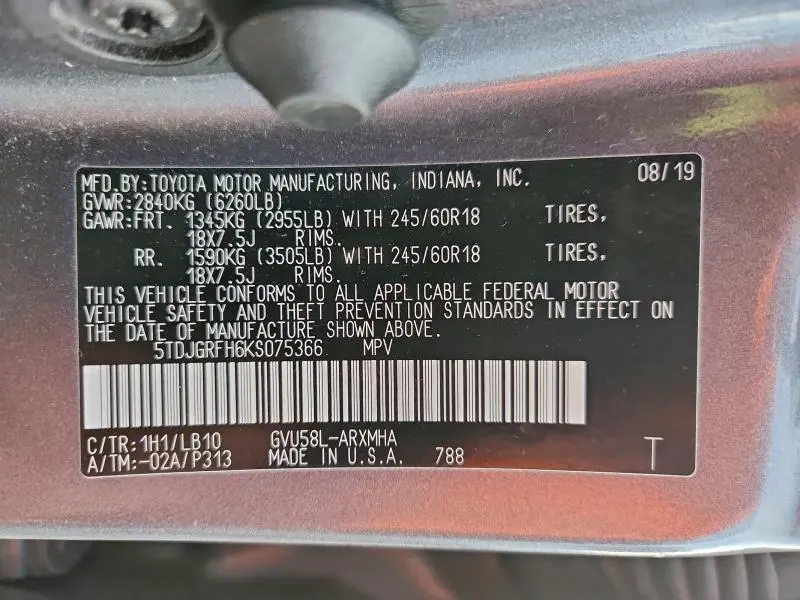 MFD.BY:TOYOTA MOTOR MANUFACTURING, INDIANA, INC. 08/19
GVWR:2840KG (6260LB)
GAWR:FRT. 1345KG (2955LB) WITH 245/60R18 TIRES,
18X7.5J RIMS.
RR. 1590KG (3505LB) WITH 245/60R18 TIRES,
18X7.5J RIMS.
THIS VEHICLE CONFORMS TO ALL APPLICABLE FEDERAL MOTOR
VEHICLE SAFETY AND THEFT PREVENTION STANDARDS IN EFFECT ON
THE DATE OF MANUFACTURE SHOWN ABOVE.
5TDJGRFH6KS075366 MPV
C/TR:1H1/LB10 GVU58L-ARXMHA
A/TM:-02A/P313 MADE IN U.S.A. 788 T